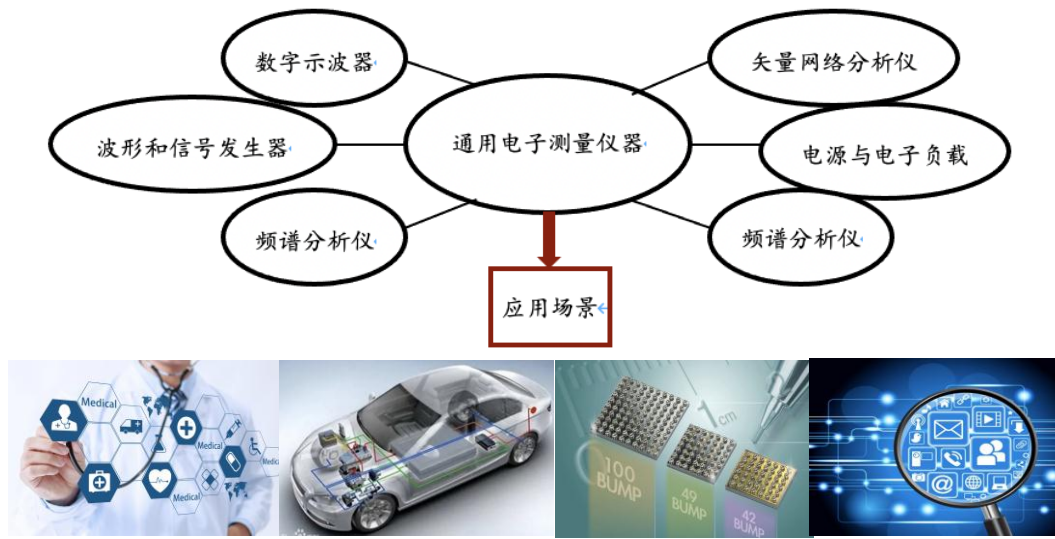 数字示波器
矢量网络分析仪
波形和信号发生器
通用电子测量仪器
电源与电子负载
频谱分析仪
频谱分析仪
应用场景
Medical
Medical
Medical
Medical
1 cm
100
BUMP
49
BUMP
42
BUMP
@